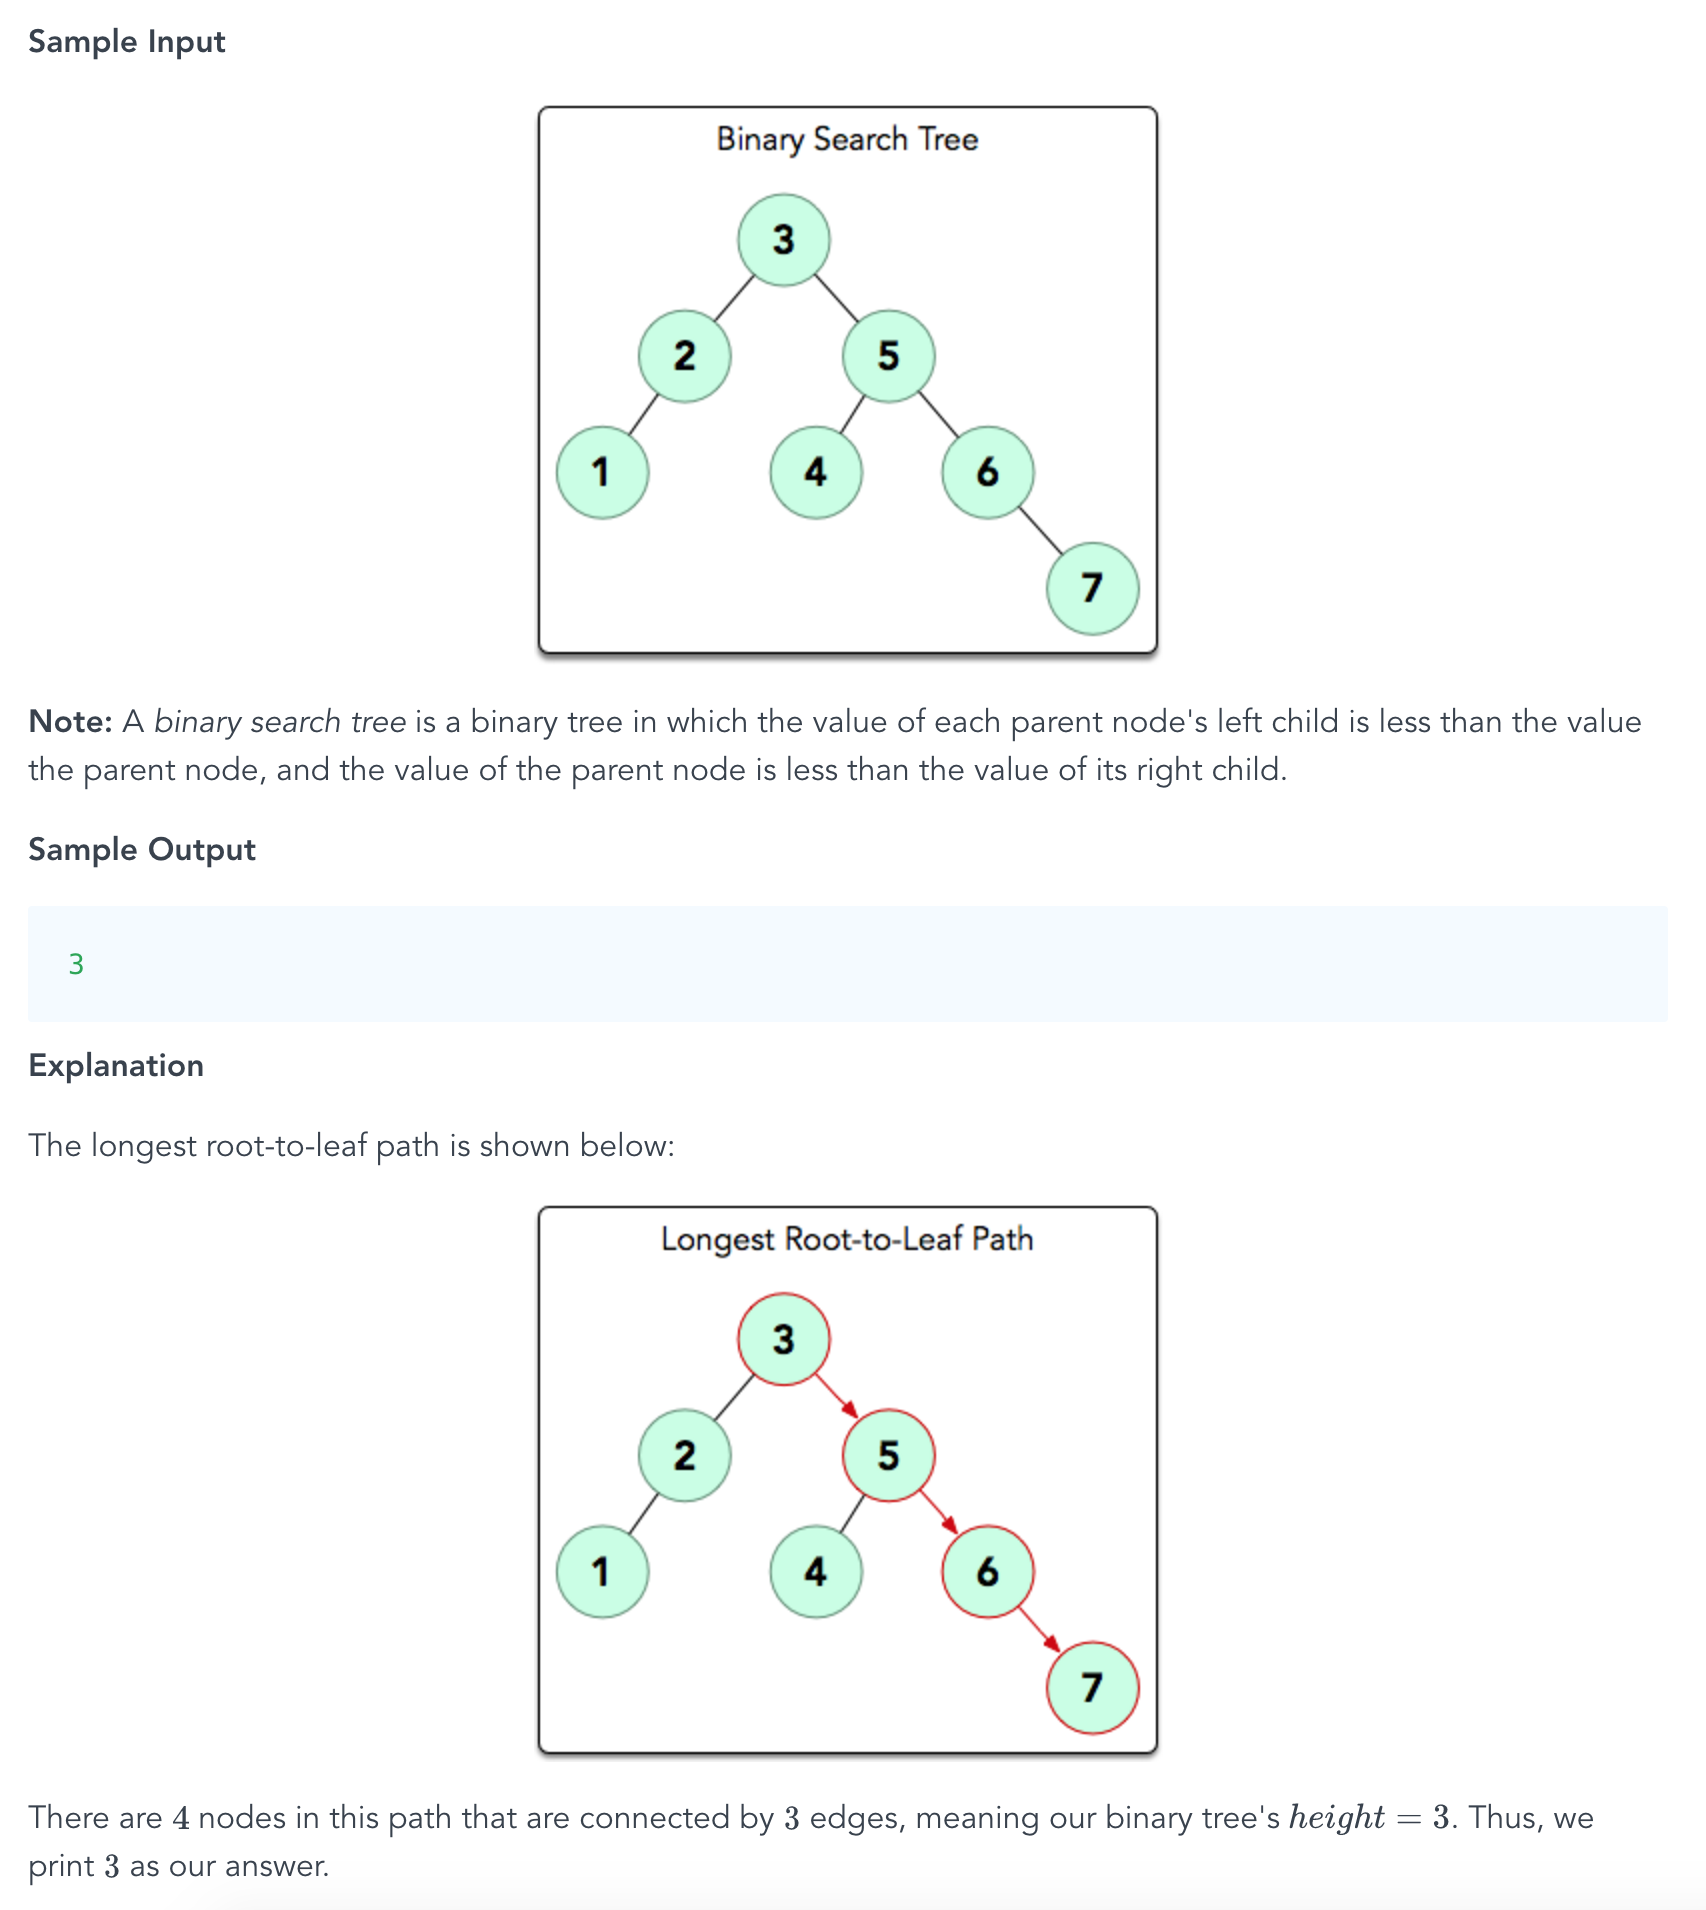 Sample Input
Binary Search Tree
3
2 5
1 4 6
7
Note: A binary search tree is a binary tree in which the value of each parent node's left child is less than the value
the parent node, and the value of the parent node is less than the value of its right child.
Sample Output
3
Explanation
The longest root-to-leaf path is shown below:
Longest Root-to-Leaf Path
3
2 5
1 4 6
7
There are 4 nodes in this path that are connected by 3 edges, meaning our binary tree's height = 3. Thus, we
print 3 as our answer.